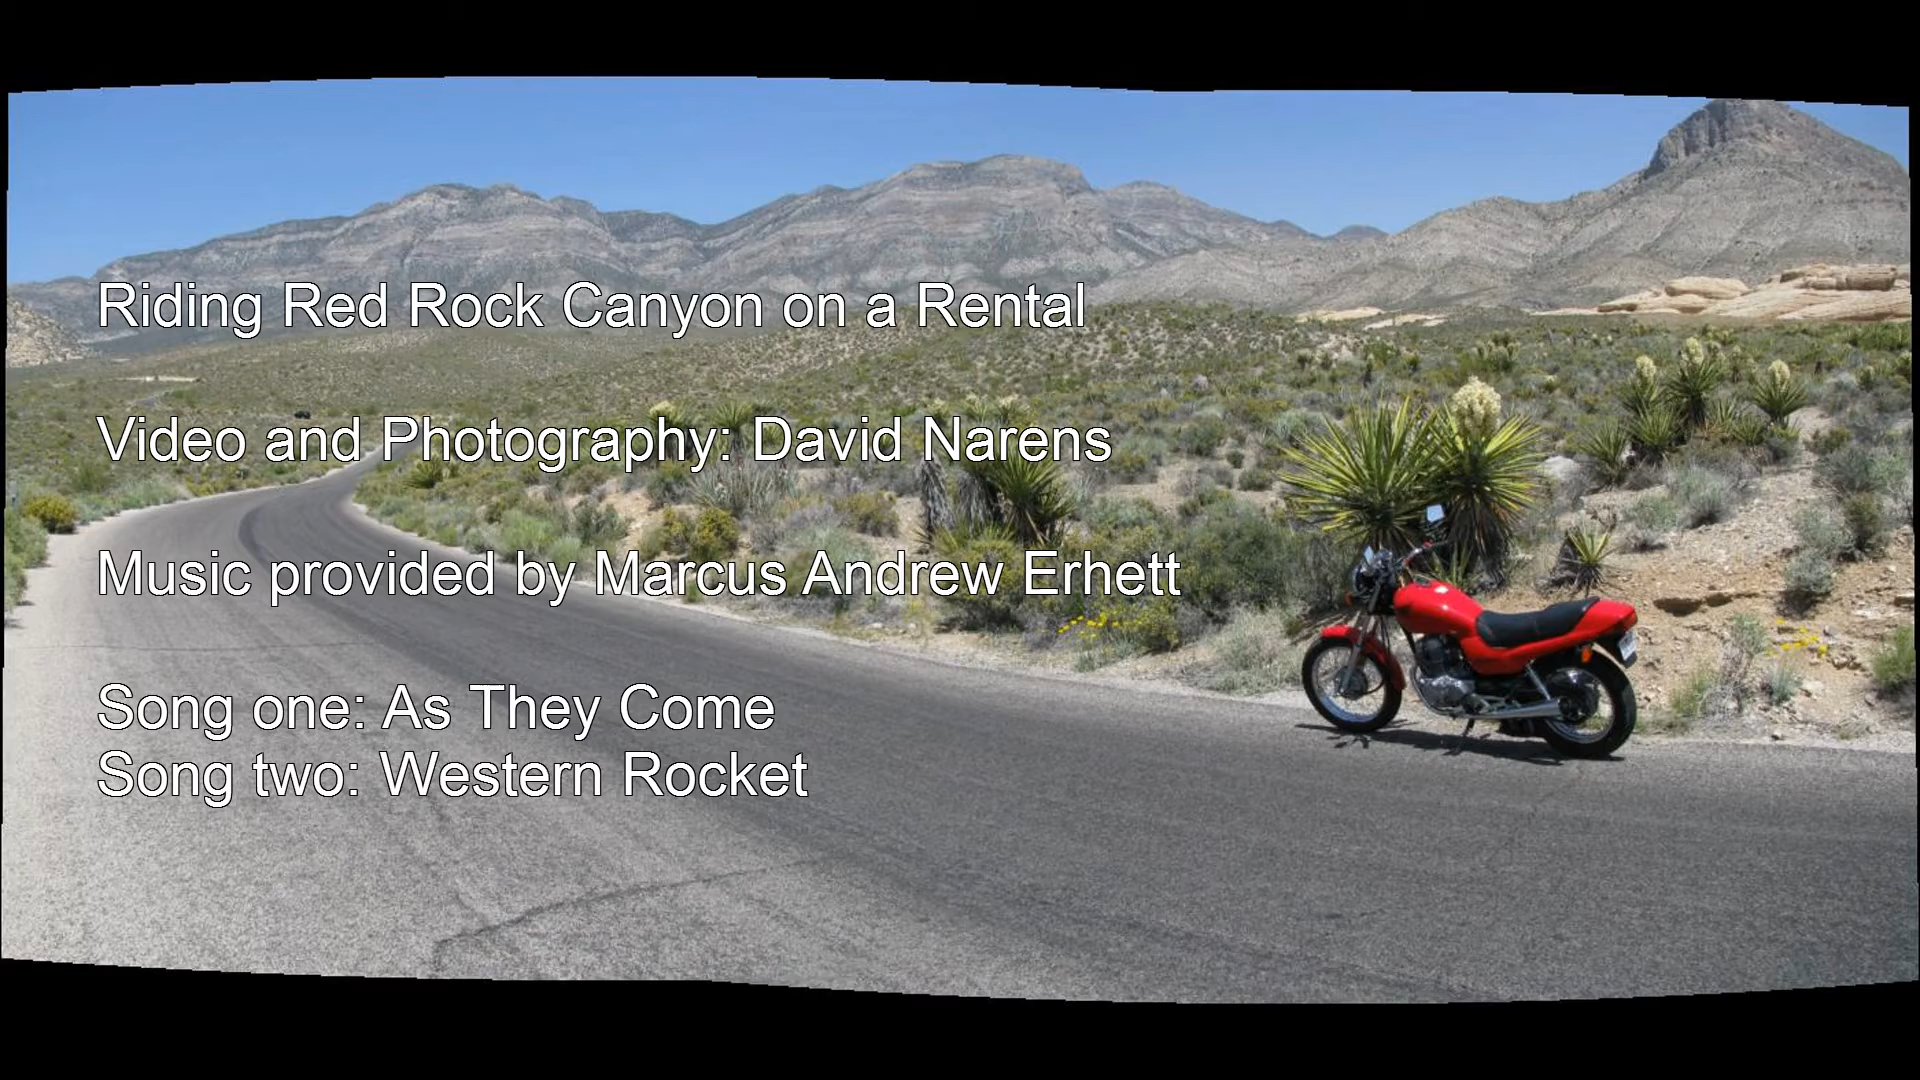 Riding Red Rock Canyon on a Rental
Video and Photography: David Narens
Music provided by Marcus Andrew Erhett
Song one: As They Come
Song two: Western Rocket